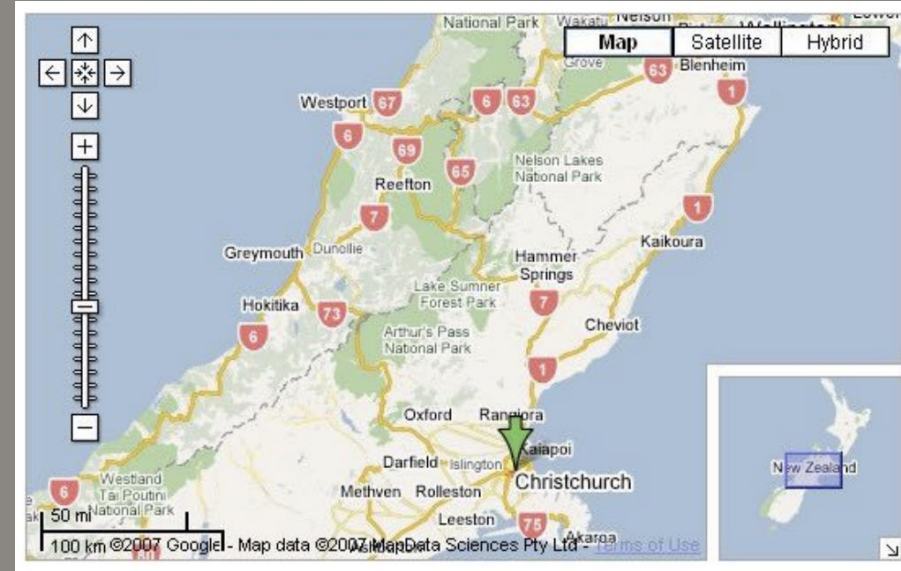 National Park
Wakatu
Nelson
Map
Satellite
Hybrid
Grove
63
Blenheim
Westport
67
6
63
1
6
69
65
Nelson Lakes
National Park
Reefton
7
1
Greymouth
Dunollie
Kaikoura
Hammer
Springs
Lake Sumner
Forest Park
Hokitika
73
7
6
Arthur's Pass
National Park
Cheviot
1
Oxford
Rangiora
Kaiapoi
Darfield
Islington
New Zealand
Westland
Tai Poutini
National Park
Methven
Rolleston
Christchurch
6
50 mi
Leeston
75
Akaroa
100 km ©2007 Google - Map data ©2007 MapData Sciences Pty Ltd - Terms of Use